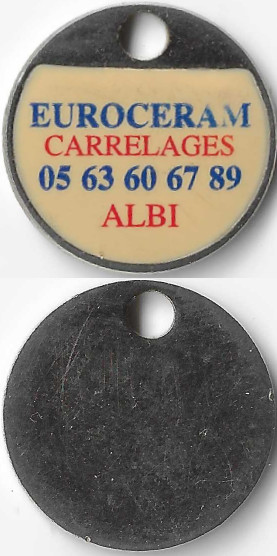 EUROCERAM
CARRELAGES
05 63 60 67 89
ALBI